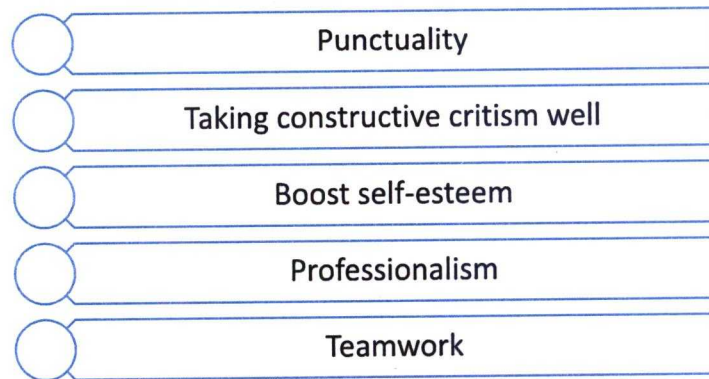 Punctuality
Taking constructive critism well
Boost self-esteem
Professionalism
Teamwork